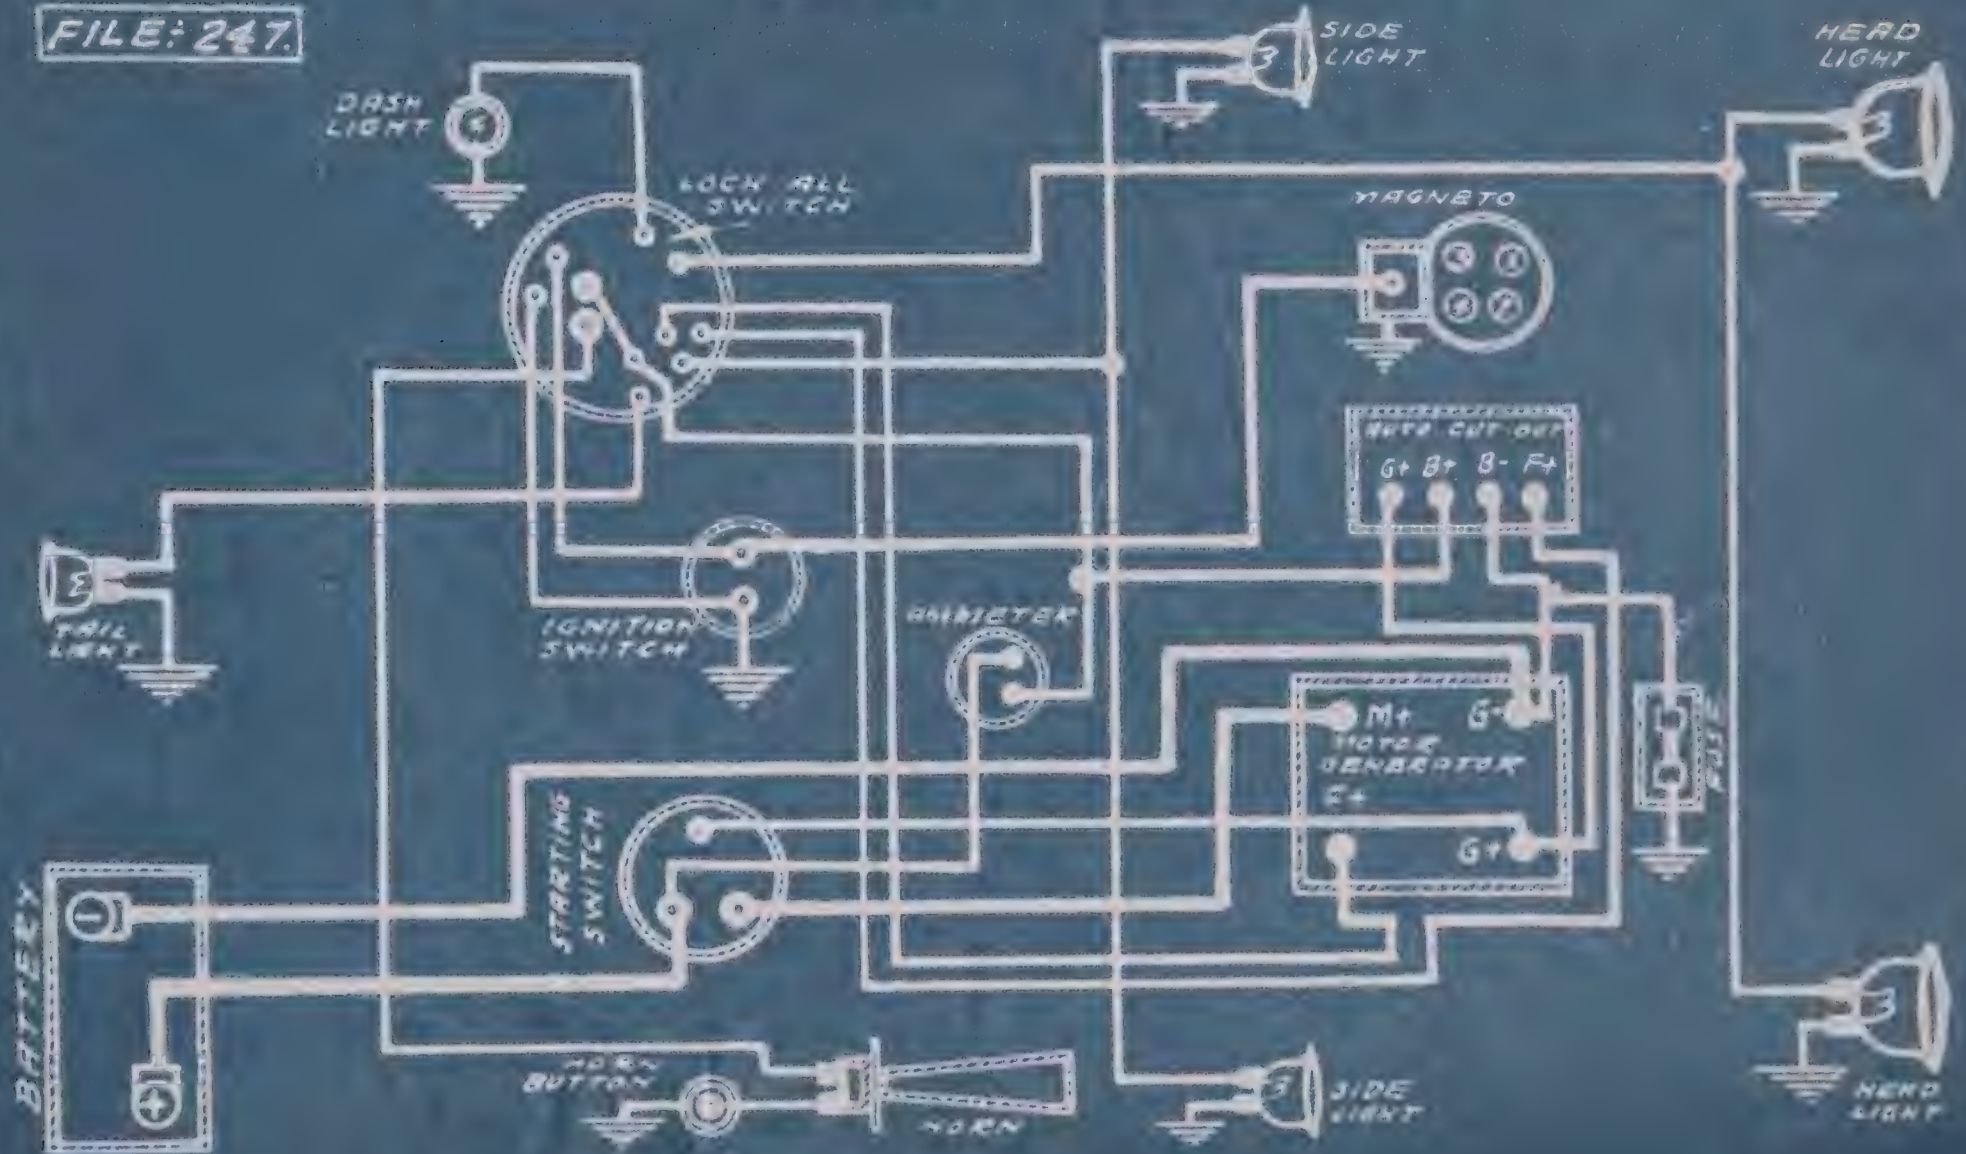 FILE: 247.
SIDE
LIGHT
HEAD
LIGHT
DASH
LIGHT
LOCK ALL
SWITCH
MAGNETO
AUTO CUT OUT
G+ B+ B- F+
TAIL
LIGHT
IGNITION
SWITCH
AMMETER
M+ G-
MOTOR
GENERATOR
F+
G+
FUSE
STARTING
SWITCH
BATTERY
-
+
HORN
BUTTON
HORN
SIDE
LIGHT
HEAD
LIGHT